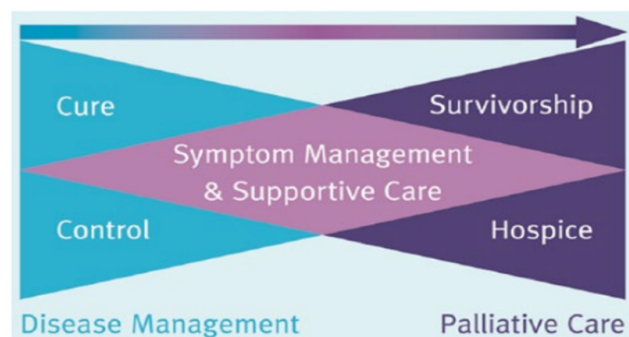 Cure
Survivorship
Symptom Management
& Supportive Care
Control
Hospice
Disease Management
Palliative Care